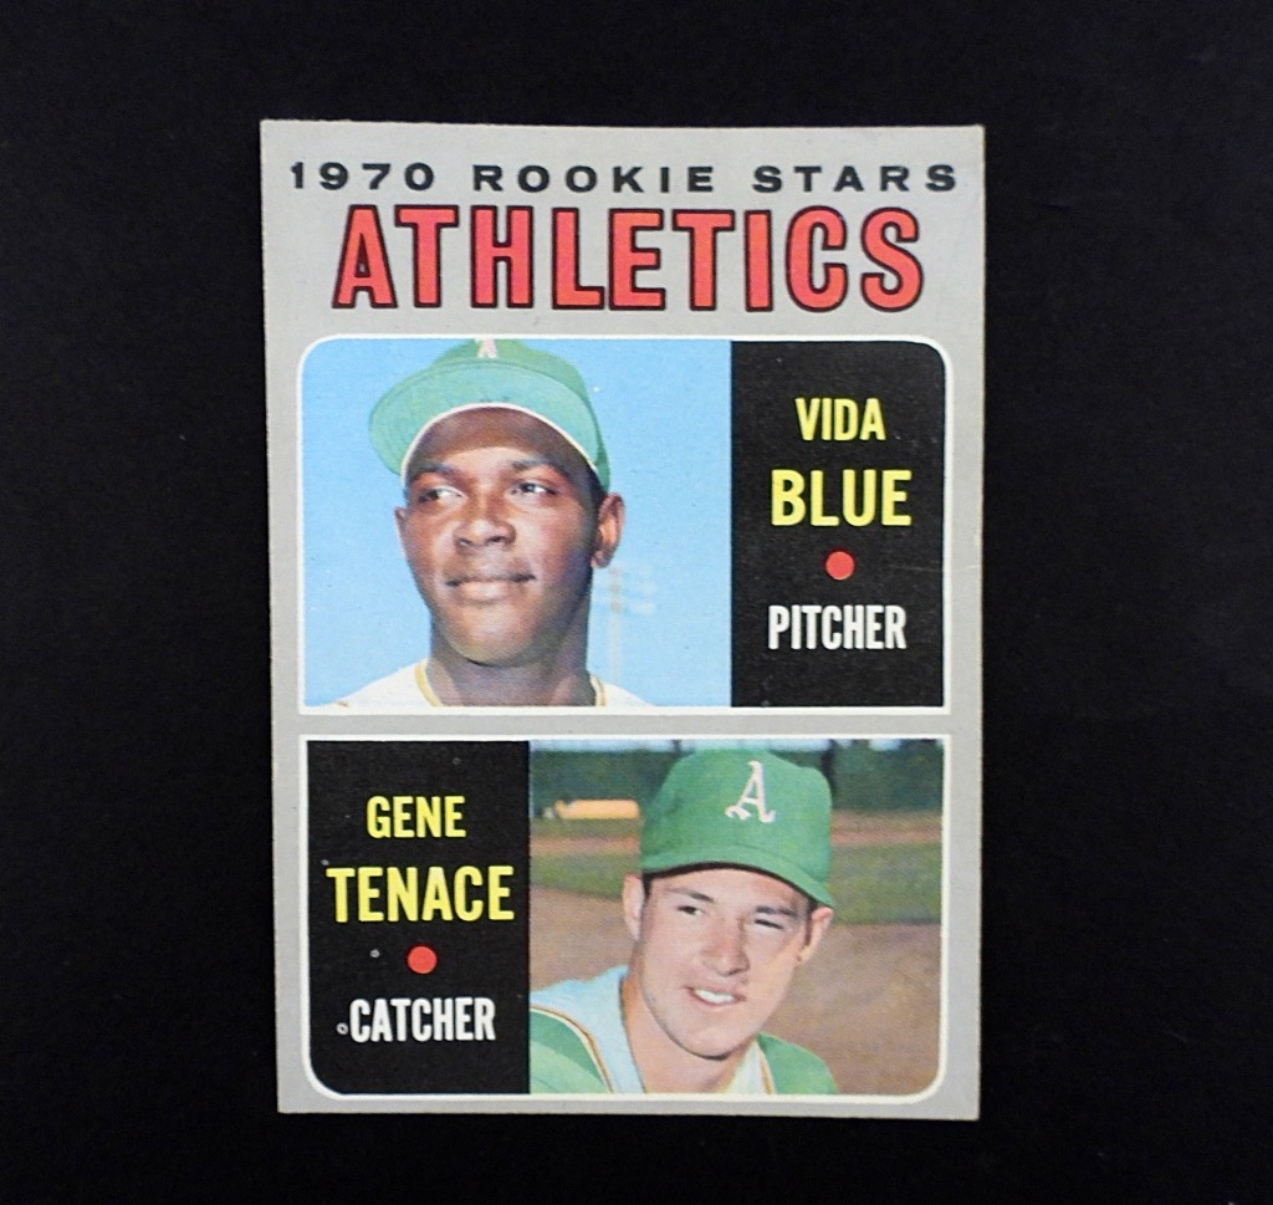 1970 ROOKIE STARS
ATHLETICS
A
VIDA
BLUE
PITCHER
GENE
TENACE
CATCHER
A